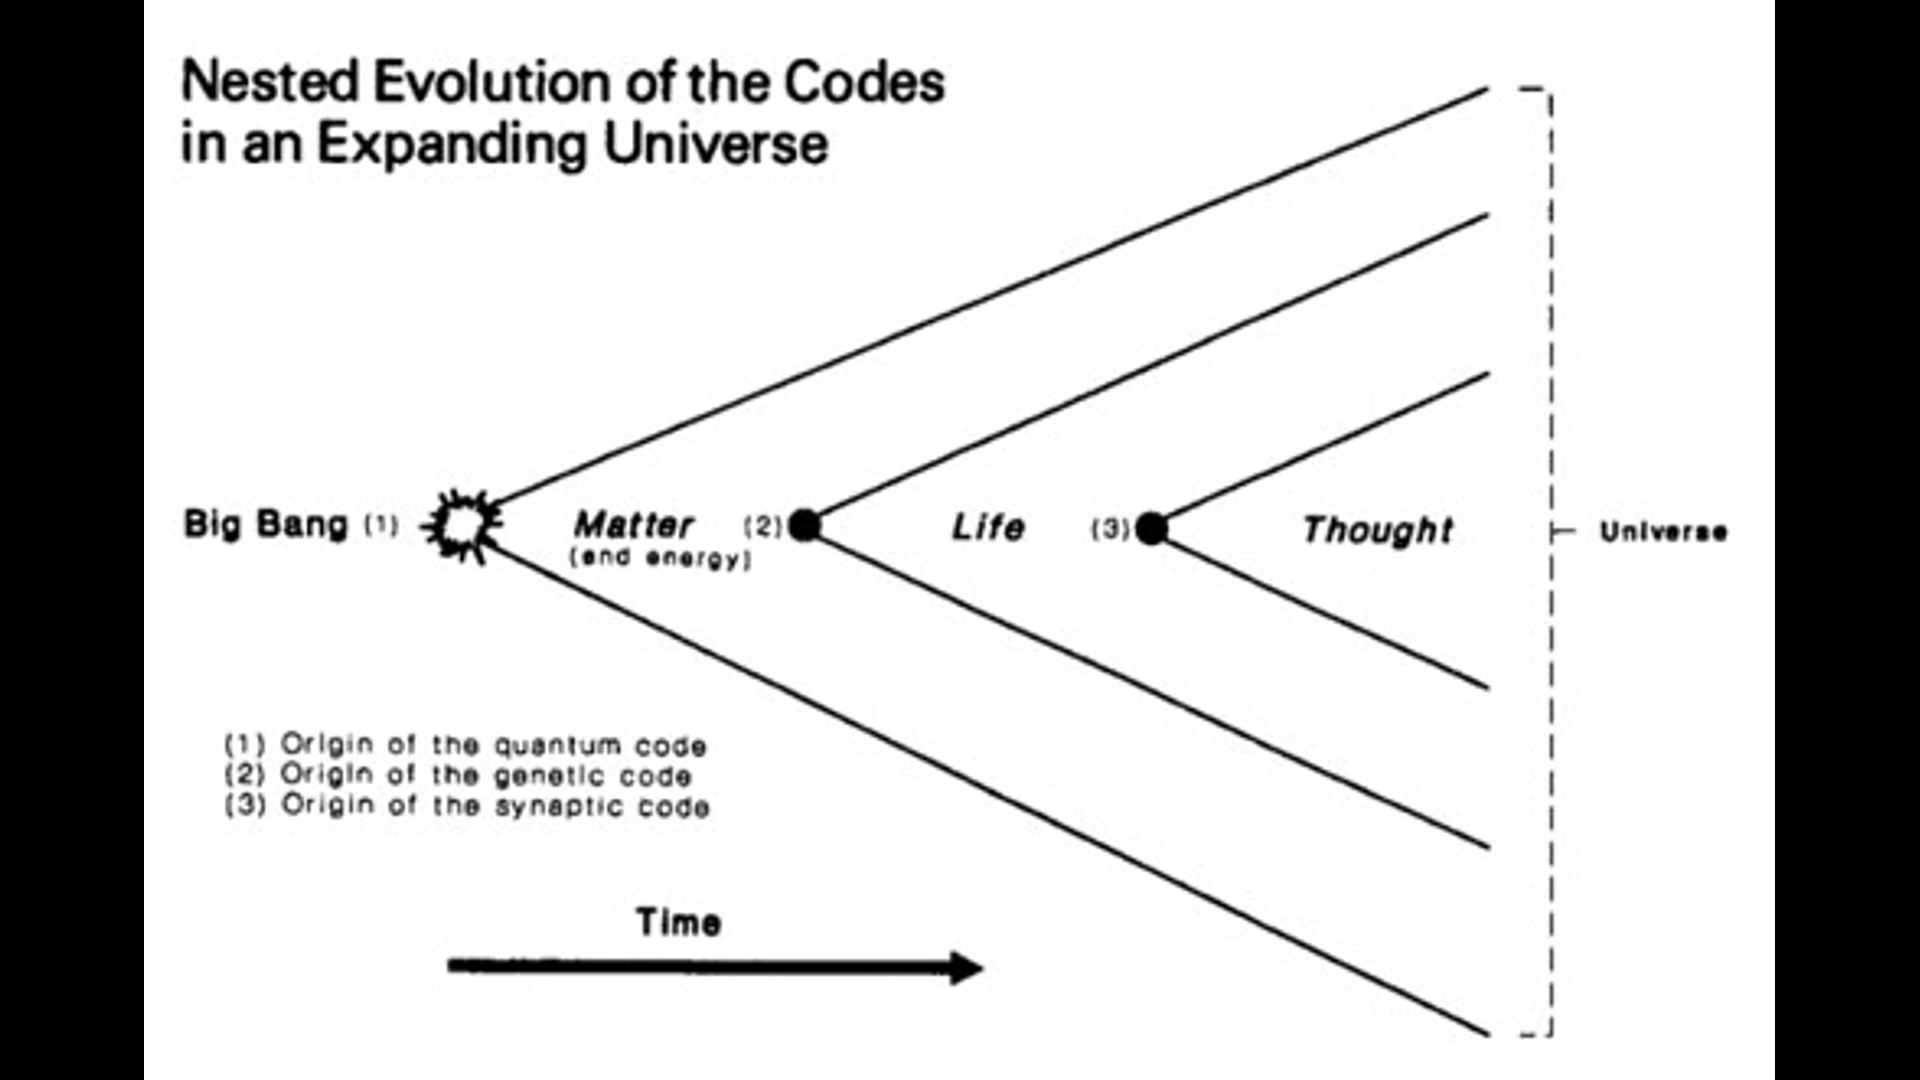 Nested Evolution of the Codes
in an Expanding Universe
Big Bang (1)
Matter
(and energy)
(2)
Life
(3)
Thought
Universe
(1) Origin of the quantum code
(2) Origin of the genetic code
(3) Origin of the synaptic code
Time